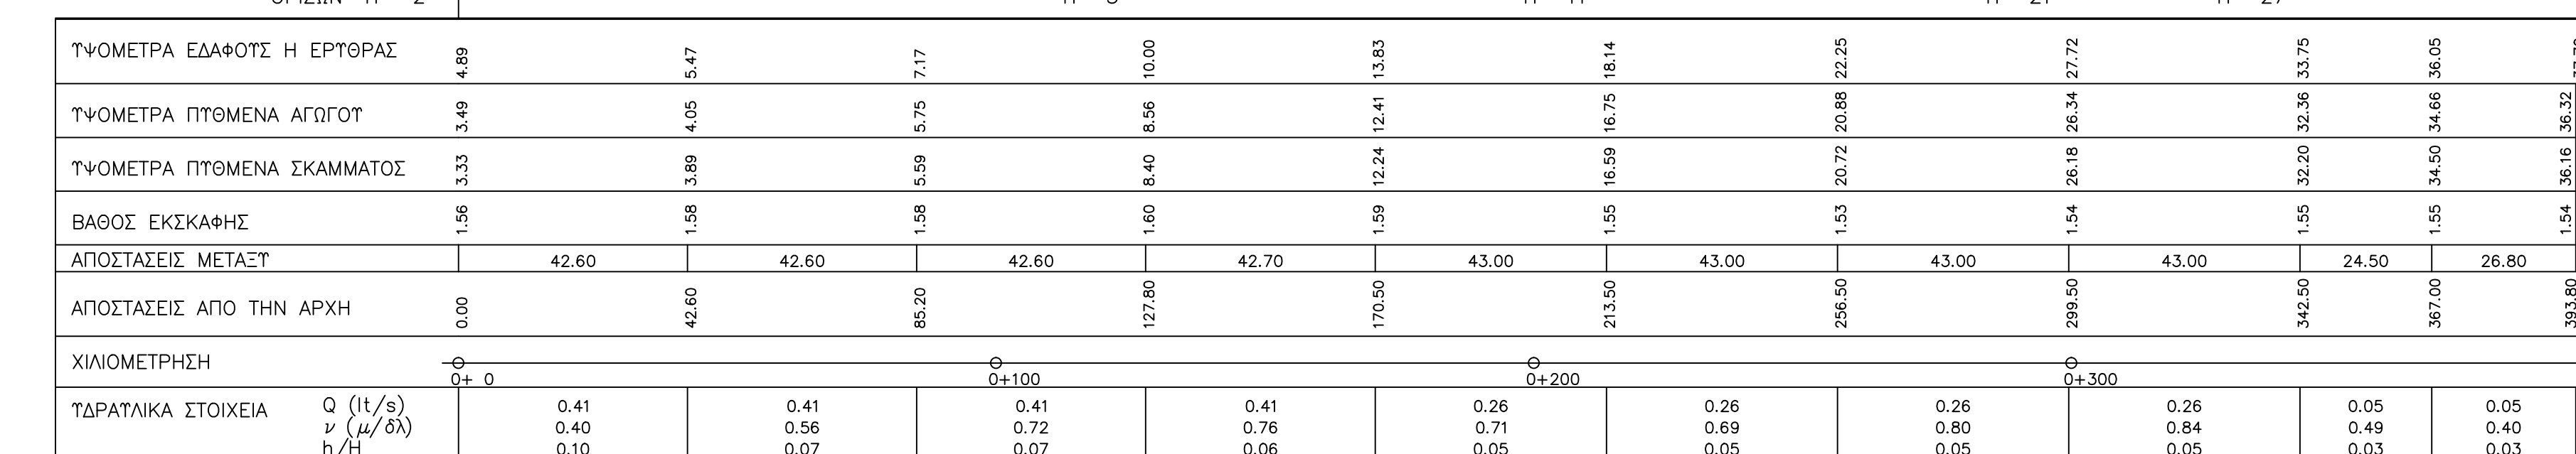 ΥΨΟΜΕΤΡΑ ΕΔΑΦΟΥΣ Η ΕΡΥΘΡΑΣ 4.89 5.47 7.17 10.00 13.83 18.14 22.25 27.72 33.75 36.05
ΥΨΟΜΕΤΡΑ ΠΥΘΜΕΝΑ ΑΓΩΓΟΥ 3.49 4.05 5.75 8.56 12.41 16.75 20.88 26.34 32.36 34.66 36.32
ΥΨΟΜΕΤΡΑ ΠΥΘΜΕΝΑ ΣΚΑΜΜΑΤΟΣ 3.33 3.89 5.59 8.40 12.24 16.59 20.72 26.18 32.20 34.50 36.16
ΒΑΘΟΣ ΕΚΣΚΑΦΗΣ 1.56 1.58 1.58 1.60 1.59 1.55 1.53 1.54 1.55 1.55 1.54
ΑΠΟΣΤΑΣΕΙΣ ΜΕΤΑΞΥ 42.60 42.60 42.60 42.70 43.00 43.00 43.00 43.00 24.50 26.80
ΑΠΟΣΤΑΣΕΙΣ ΑΠΟ ΤΗΝ ΑΡΧΗ 0.00 42.60 85.20 127.80 170.50 213.50 256.50 299.50 342.50 367.00 393.80
ΧΙΛΙΟΜΕΤΡΗΣΗ
0+ 0 0+100 0+200 0+300
ΥΔΡΑΥΛΙΚΑ ΣΤΟΙΧΕΙΑ Q (lt/s) 0.41 0.41 0.41 0.41 0.26 0.26 0.26 0.26 0.05 0.05
ν (μ/δλ) 0.40 0.56 0.72 0.76 0.71 0.69 0.80 0.84 0.49 0.40
h/H 0.10 0.07 0.07 0.06 0.05 0.05 0.05 0.05 0.03 0.03